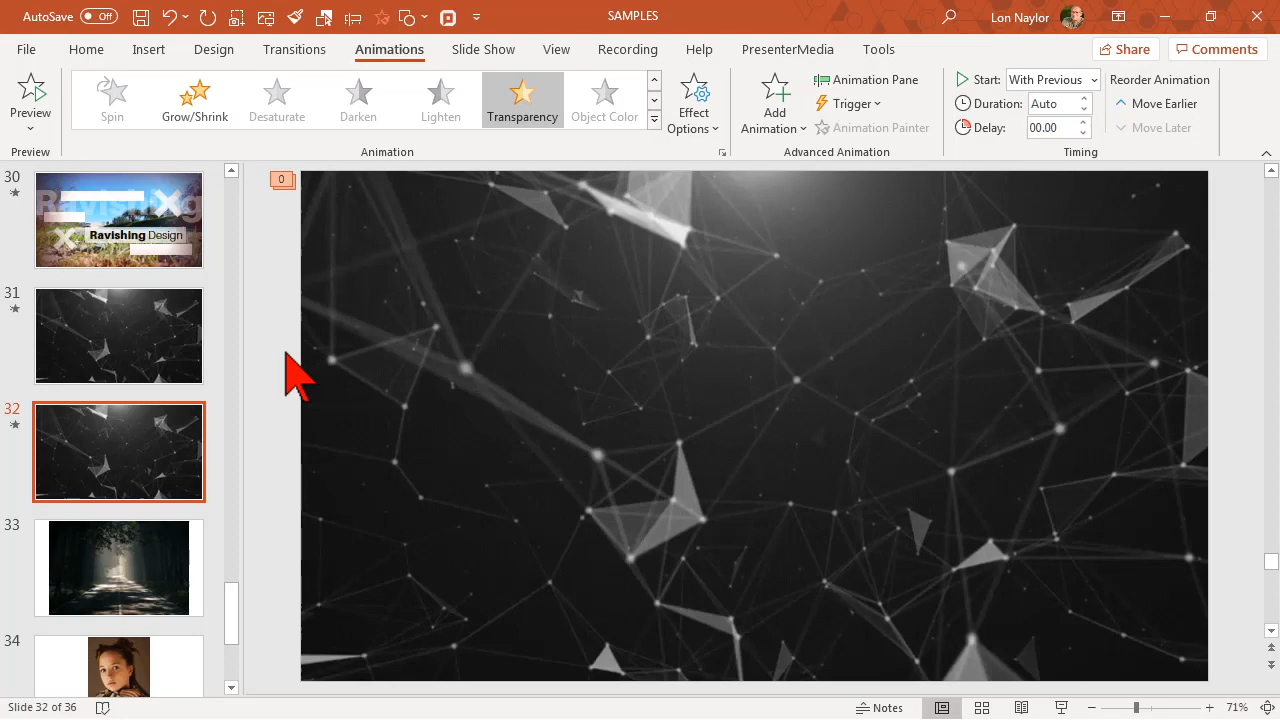 AutoSave Off SAMPLES Lon Naylor
File Home Insert Design Transitions Animations Slide Show View Recording Help PresenterMedia Tools Share Comments
Preview
Spin Grow/Shrink Desaturate Darken Lighten Transparency Object Color
Effect Options
Add Animation
Animation Pane
Trigger
Animation Painter
Start: With Previous
Duration: Auto
Delay: 00.00
Reorder Animation
Move Earlier
Move Later
Preview Animation Advanced Animation Timing
30
Ravishing
Ravishing Design
31
32
33
34
0
Slide 32 of 36 Notes 71%